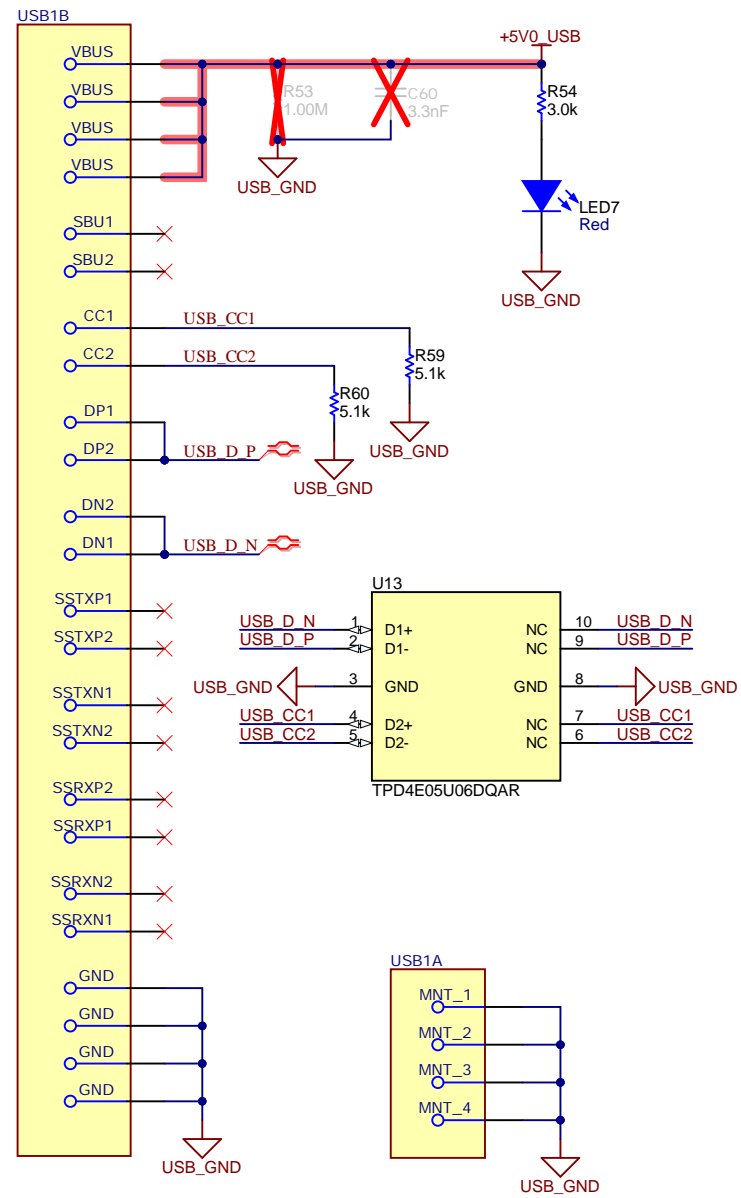 USB1B
VBUS
VBUS
VBUS
VBUS
SBU1
SBU2
CC1
CC2
DP1
DP2
DN2
DN1
SSTXP1
SSTXP2
SSTXN1
SSTXN2
SSRXP2
SSRXP1
SSRXN2
SSRXN1
GND
GND
GND
GND
USB_GND
+5V0_USB
R53
1.00M
C60
3.3nF
USB_GND
R54
3.0k
LED7
Red
USB_GND
USB_CC1
USB_CC2
R59
5.1k
USB_GND
R60
5.1k
USB_GND
USB_D_P
USB_D_N
U13
USB_D_N 1 D1+ NC 10 USB_D_N
USB_D_P 2 D1- NC 9 USB_D_P
USB_GND 3 GND GND 8 USB_GND
USB_CC1 4 D2+ NC 7 USB_CC1
USB_CC2 5 D2- NC 6 USB_CC2
TPD4E05U06DQAR
USB1A
MNT_1
MNT_2
MNT_3
MNT_4
USB_GND